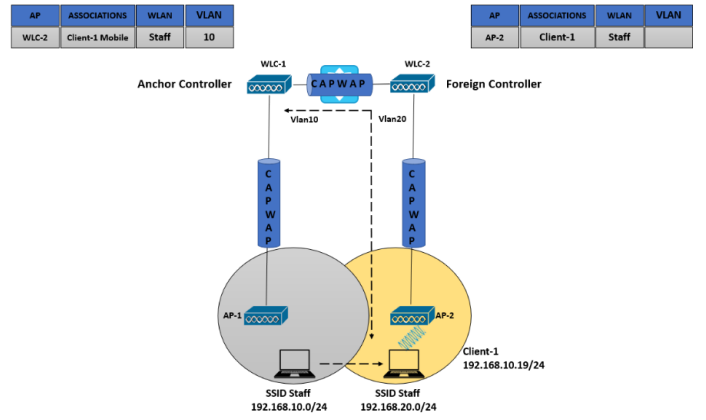 AP ASSOCIATIONS WLAN VLAN
WLC-2 Client-1 Mobile Staff 10
AP ASSOCIATIONS WLAN VLAN
AP-2 Client-1 Staff
WLC-1
WLC-2
Anchor Controller
CAPWAP
Foreign Controller
Vlan10
Vlan20
CAPWAP
CAPWAP
AP-1
AP-2
Client-1
192.168.10.19/24
SSID Staff
192.168.10.0/24
SSID Staff
192.168.20.0/24